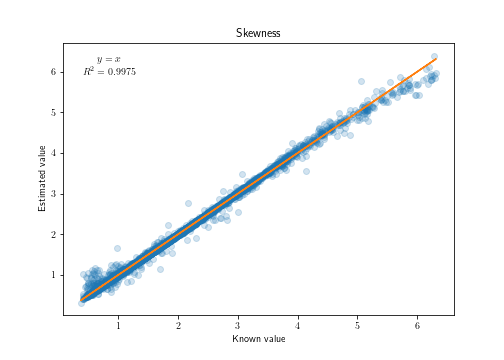 Skewness
y = x
R² = 0.9975
6
5
4
3
2
1
Estimated value
1 2 3 4 5 6
Known value